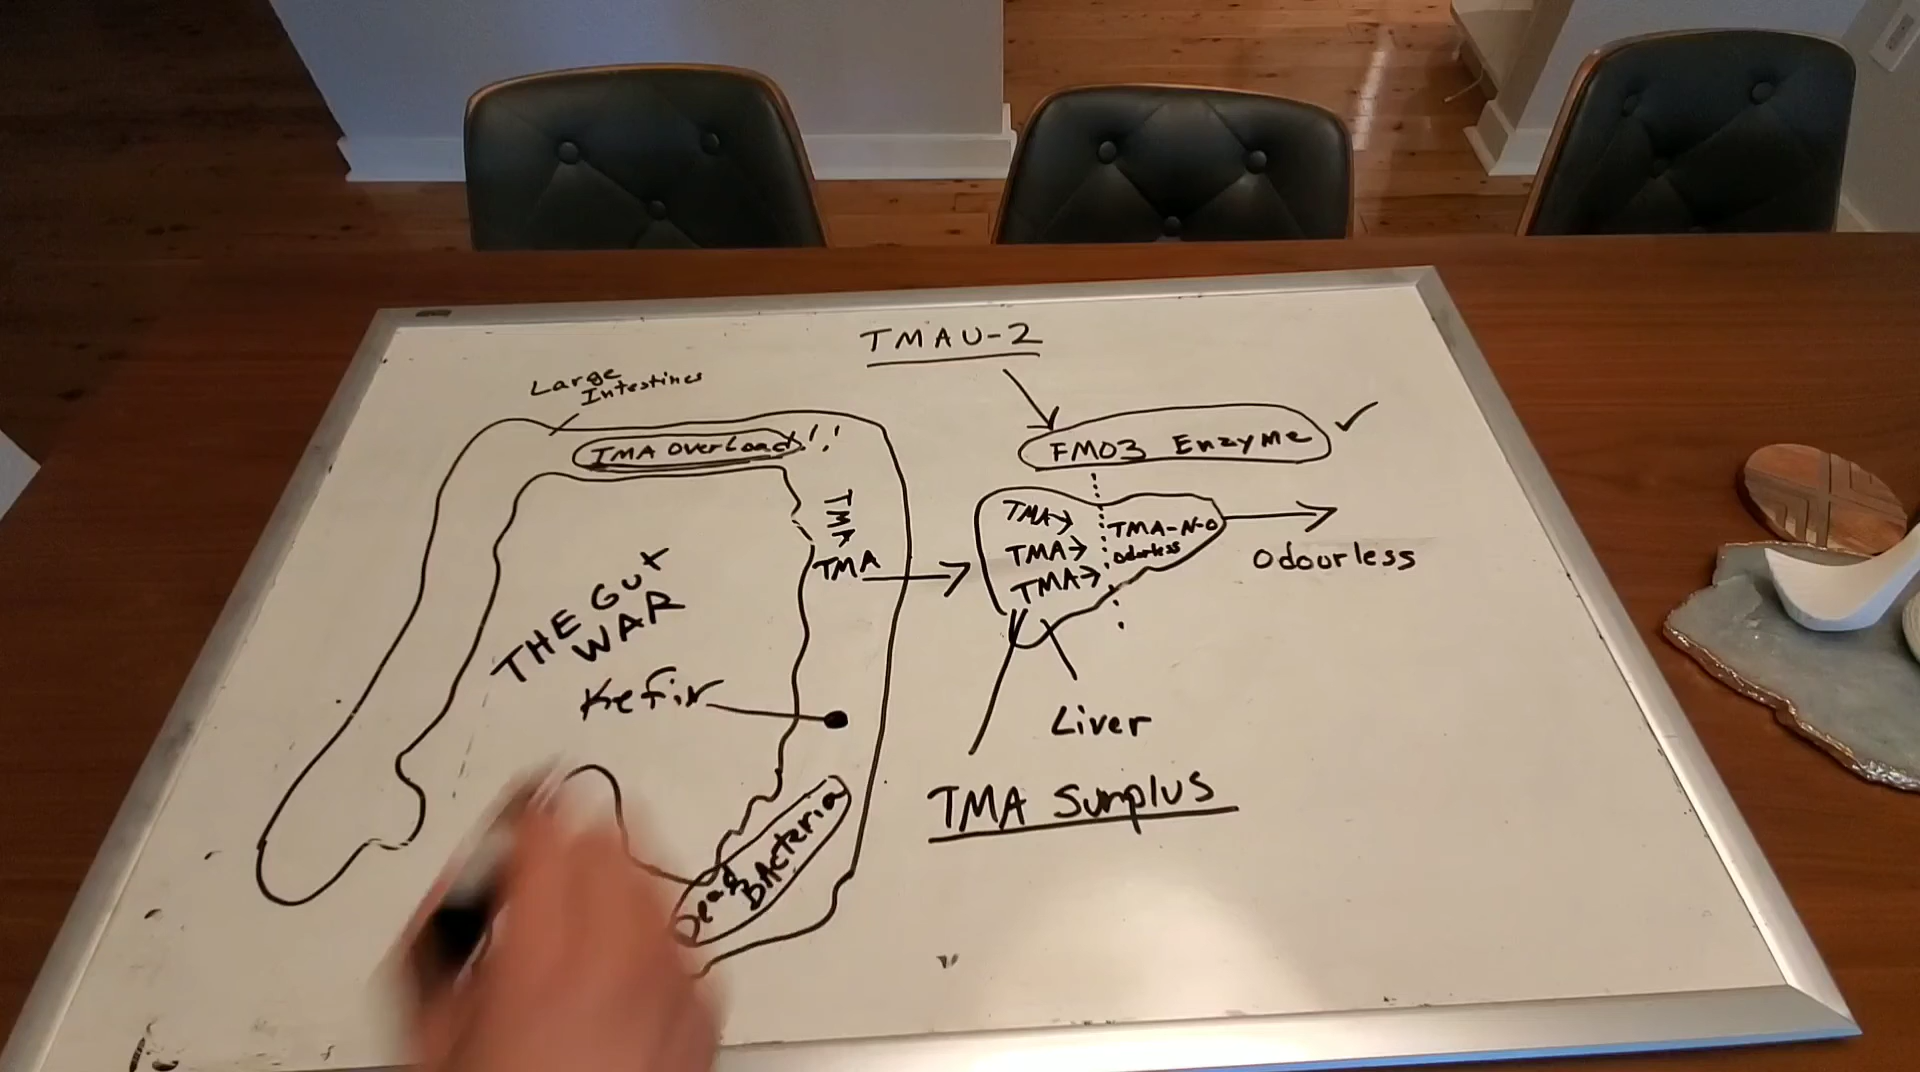 TMAU-2
Large
Intestines
TMA OverLoad!!
FMO3 Enzyme
TMA
TMA
TMA
TMA
TMA
TMA-N-O
odorless
Odourless
THE GUT
WAR
Kefir
Liver
TMA Surplus
Dead
BActeria